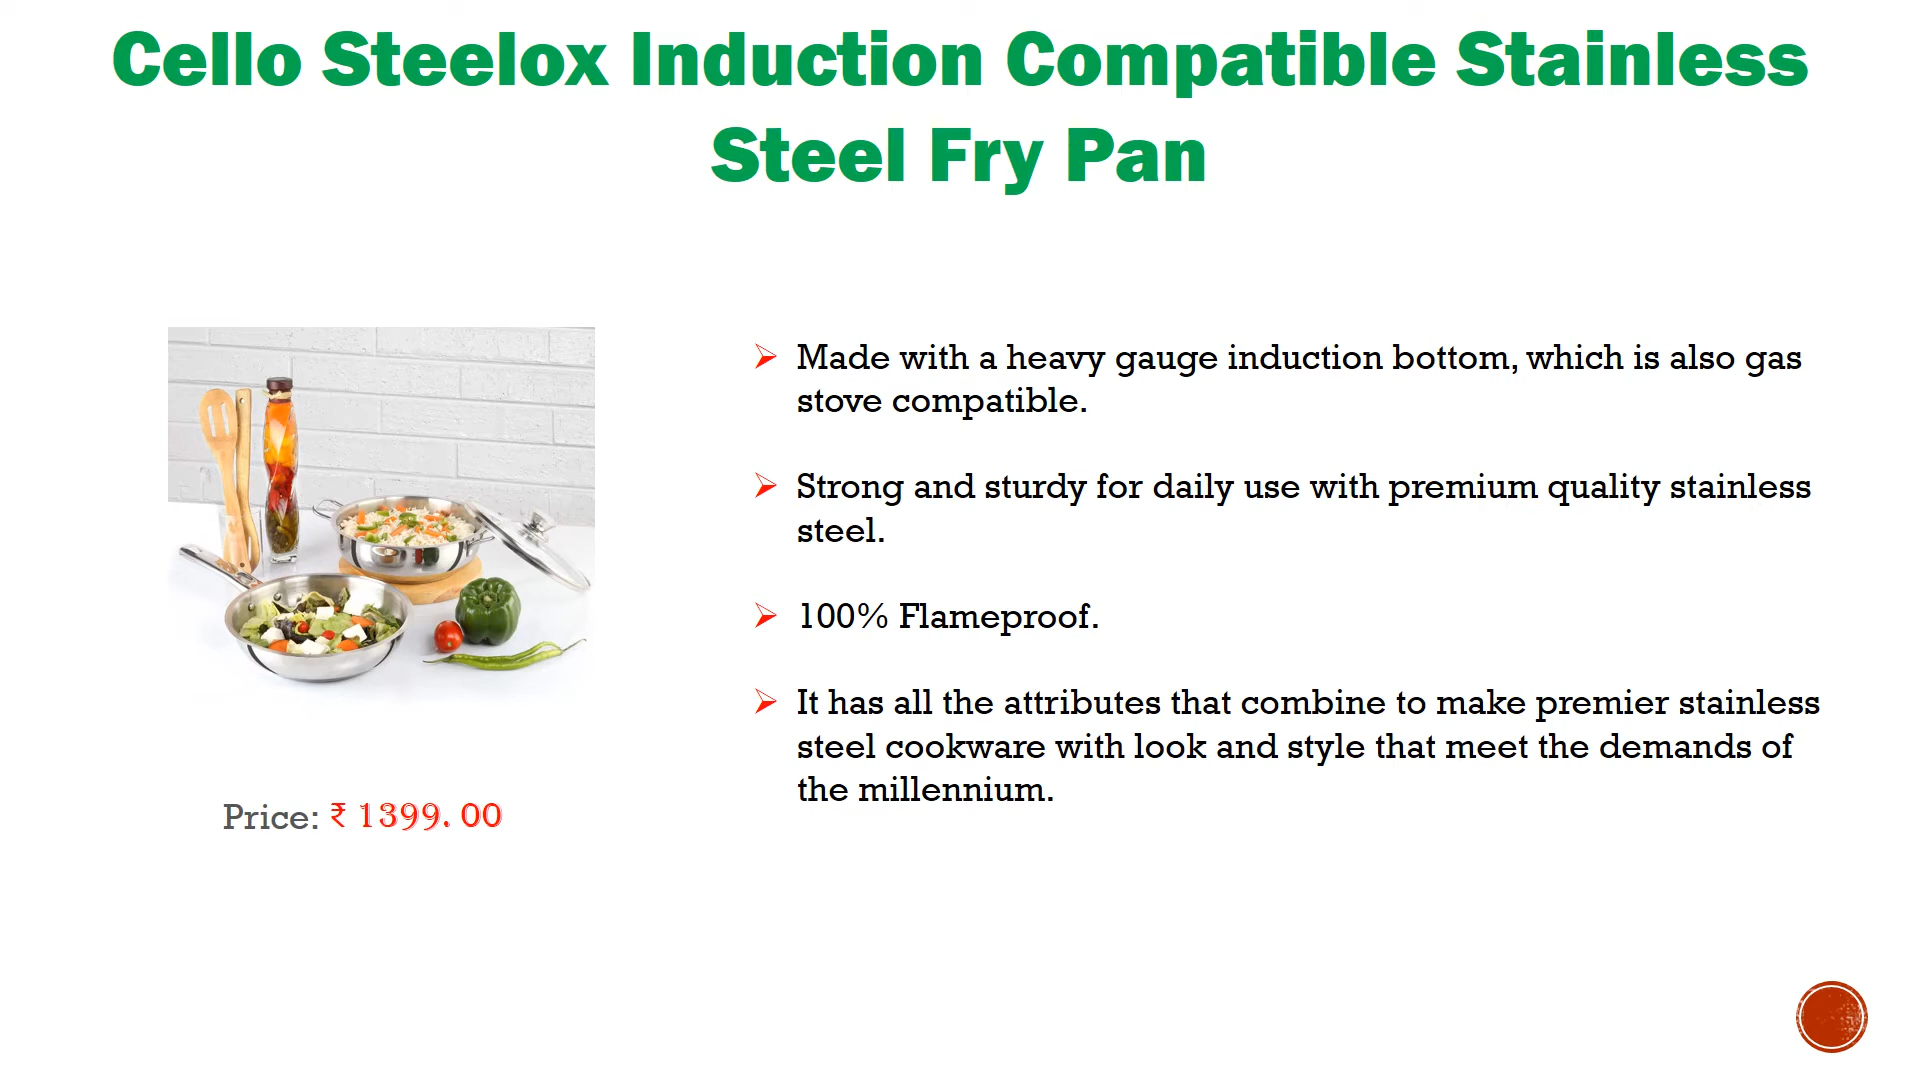 Cello Steelox Induction Compatible Stainless
Steel Fry Pan
Made with a heavy gauge induction bottom, which is also gas
stove compatible.
Strong and sturdy for daily use with premium quality stainless
steel.
100% Flameproof.
It has all the attributes that combine to make premier stainless
steel cookware with look and style that meet the demands of
the millennium.
Price: ₹ 1399. 00